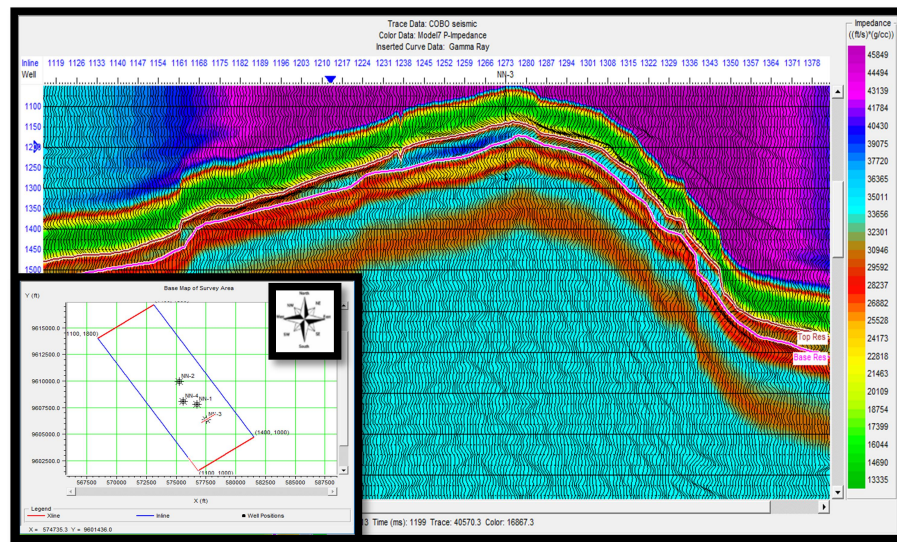 Trace Data: COBO seismic
Color Data: Model7 P-Impedance
Inserted Curve Data: Gamma Ray
Impedance
((ft/s)*(g/cc))
Inline 1119 1126 1133 1140 1147 1154 1161 1168 1175 1182 1189 1196 1203 1210 1217 1224 1231 1238 1245 1252 1259 1266 1273 1280 1287 1294 1301 1308 1315 1322 1329 1336 1343 1350 1357 1364 1371 1378
Well NN-3
1100
1150
1200
1250
1300
1350
1400
1450
1500
45849
44494
43139
41784
40430
39075
37720
36365
35011
33656
32301
30946
29592
28237
26882
25528
24173
22818
21463
20109
18754
17399
16044
14690
13335
Top Res
Base Res
Base Map of Survey Area
Y (ft)
North
NE
East
SE
South
SW
West
NW
(1100, 1800)
9615000.0
9612500.0
9610000.0
9607500.0
9605000.0
9602500.0
NN-2
NN-4
NN-1
NN-3
(1400, 1000)
(1100, 1000)
567500 570000 572500 575000 577500 580000 582500 585000 587500
X (ft)
Legend
Xline Inline Well Positions
X = 574735.3 Y = 9601436.0
Time (ms): 1199 Trace: 40570.3 Color: 16867.3